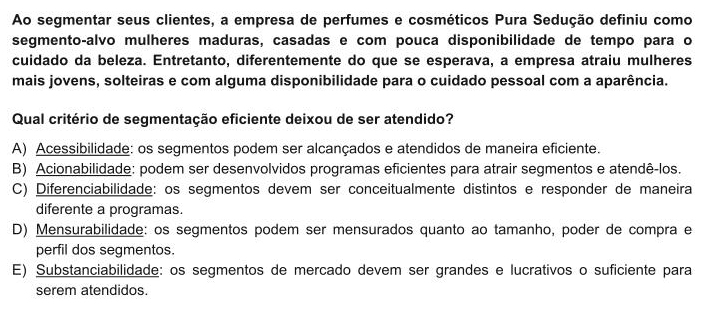 Ao segmentar seus clientes, a empresa de perfumes e cosméticos Pura Sedução definiu como
segmento-alvo mulheres maduras, casadas e com pouca disponibilidade de tempo para o
cuidado da beleza. Entretanto, diferentemente do que se esperava, a empresa atraiu mulheres
mais jovens, solteiras e com alguma disponibilidade para o cuidado pessoal com a aparência.
Qual critério de segmentação eficiente deixou de ser atendido?
A) Acessibilidade: os segmentos podem ser alcançados e atendidos de maneira eficiente.
B) Acionabilidade: podem ser desenvolvidos programas eficientes para atrair segmentos e atendê-los.
C) Diferenciabilidade: os segmentos devem ser conceitualmente distintos e responder de maneira
diferente a programas.
D) Mensurabilidade: os segmentos podem ser mensurados quanto ao tamanho, poder de compra e
perfil dos segmentos.
E) Substanciabilidade: os segmentos de mercado devem ser grandes e lucrativos o suficiente para
serem atendidos.